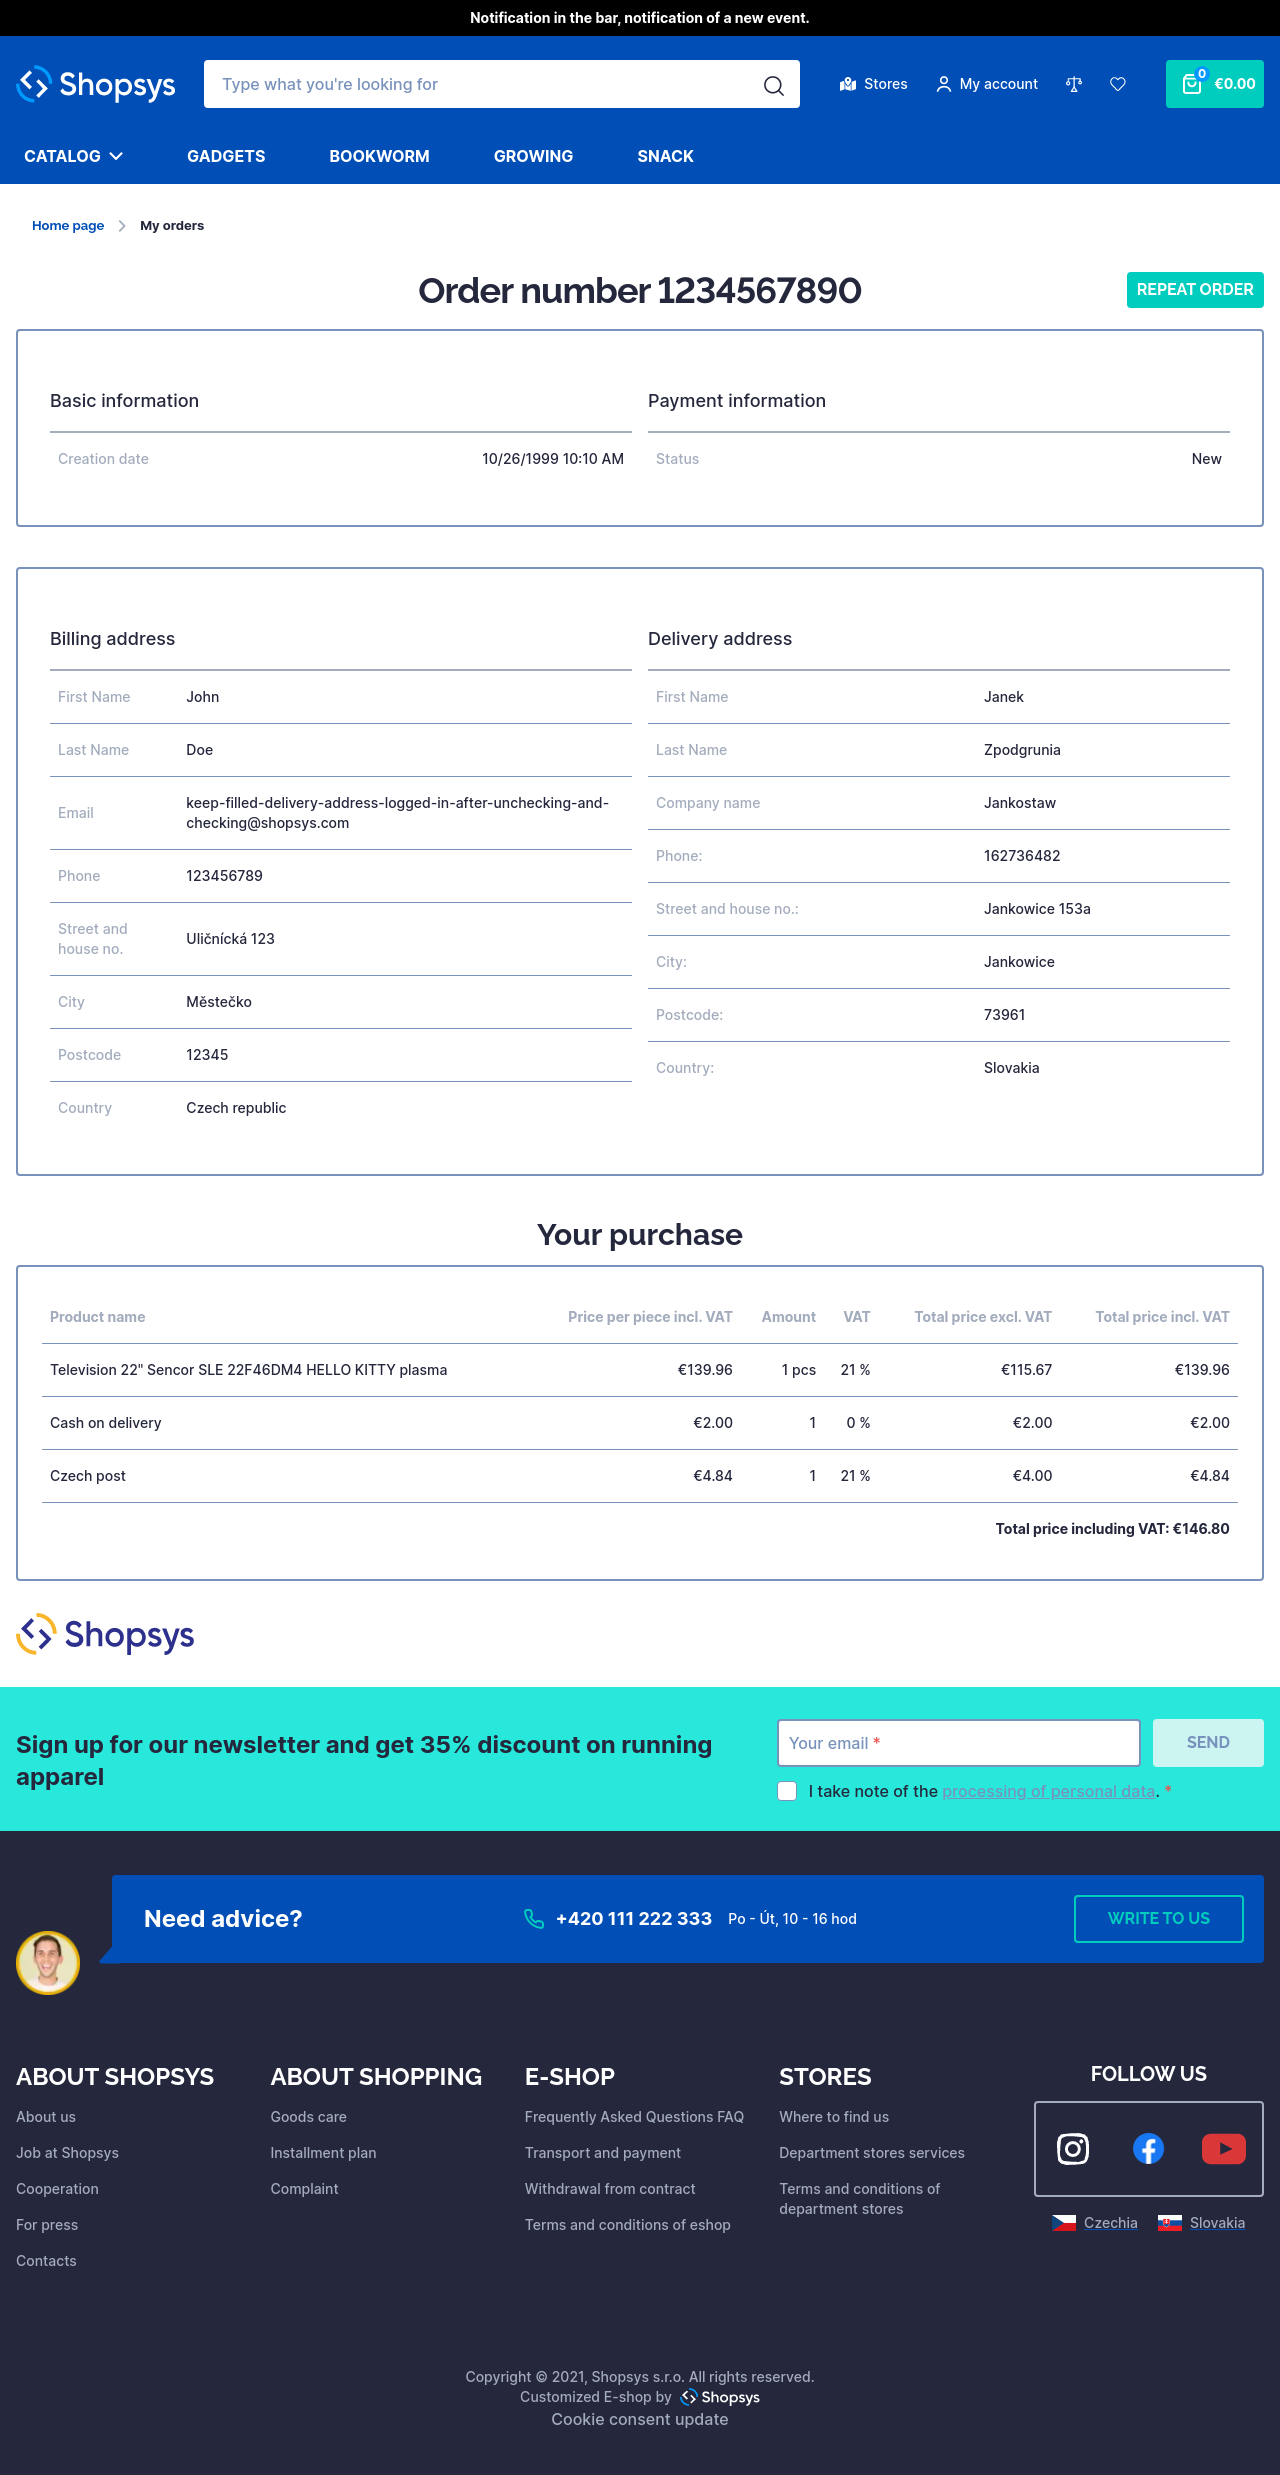 Notification in the bar, notification of a new event.
Shopsys
Type what you're looking for
Stores
My account
0
€0.00
CATALOG
GADGETS
BOOKWORM
GROWING
SNACK
Home page
My orders
Order number 1234567890
REPEAT ORDER
Basic information
Creation date 10/26/1999 10:10 AM
Payment information
Status New
Billing address
First Name John
Last Name Doe
Email keep-filled-delivery-address-logged-in-after-unchecking-and-
checking@shopsys.com
Phone 123456789
Street and
house no. Uličnícká 123
City Městečko
Postcode 12345
Country Czech republic
Delivery address
First Name Janek
Last Name Zpodgrunia
Company name Jankostaw
Phone: 162736482
Street and house no.: Jankowice 153a
City: Jankowice
Postcode: 73961
Country: Slovakia
Your purchase
Product name Price per piece incl. VAT Amount VAT Total price excl. VAT Total price incl. VAT
Television 22" Sencor SLE 22F46DM4 HELLO KITTY plasma €139.96 1 pcs 21 % €115.67 €139.96
Cash on delivery €2.00 1 0 % €2.00 €2.00
Czech post €4.84 1 21 % €4.00 €4.84
Total price including VAT: €146.80
Shopsys
Sign up for our newsletter and get 35% discount on running
apparel
Your email *
SEND
I take note of the processing of personal data. *
Need advice?
+420 111 222 333
Po - Út, 10 - 16 hod
WRITE TO US
ABOUT SHOPSYS
About us
Job at Shopsys
Cooperation
For press
Contacts
ABOUT SHOPPING
Goods care
Installment plan
Complaint
E-SHOP
Frequently Asked Questions FAQ
Transport and payment
Withdrawal from contract
Terms and conditions of eshop
STORES
Where to find us
Department stores services
Terms and conditions of
department stores
FOLLOW US
Czechia
Slovakia
Copyright © 2021, Shopsys s.r.o. All rights reserved.
Customized E-shop by Shopsys
Cookie consent update